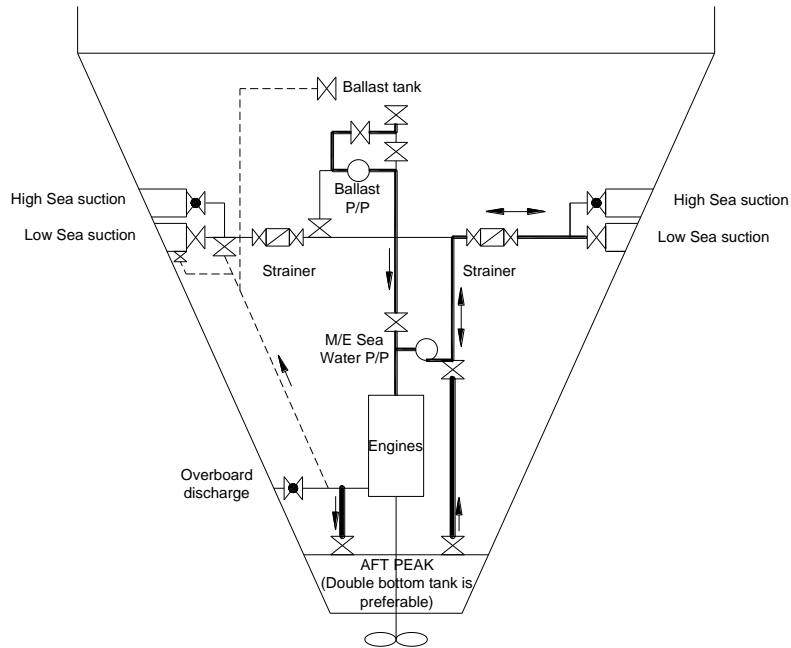 Ballast tank
Ballast
P/P
High Sea suction
High Sea suction
Low Sea suction
Low Sea suction
Strainer
Strainer
M/E Sea
Water P/P
Engines
Overboard
discharge
AFT PEAK
(Double bottom tank is
preferable)